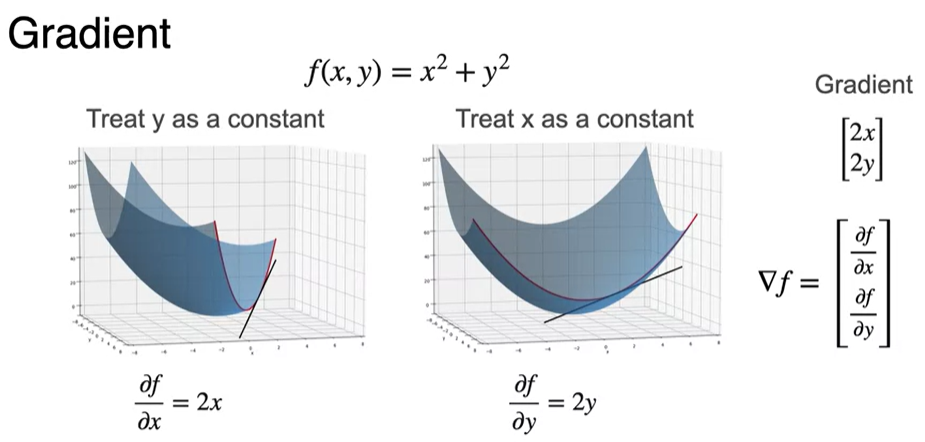 Gradient
f(x, y) = x² + y²
Treat y as a constant
Treat x as a constant
Gradient
[2x
2y]
∇f = [∂f/∂x
∂f/∂y]
∂f/∂x = 2x
∂f/∂y = 2y